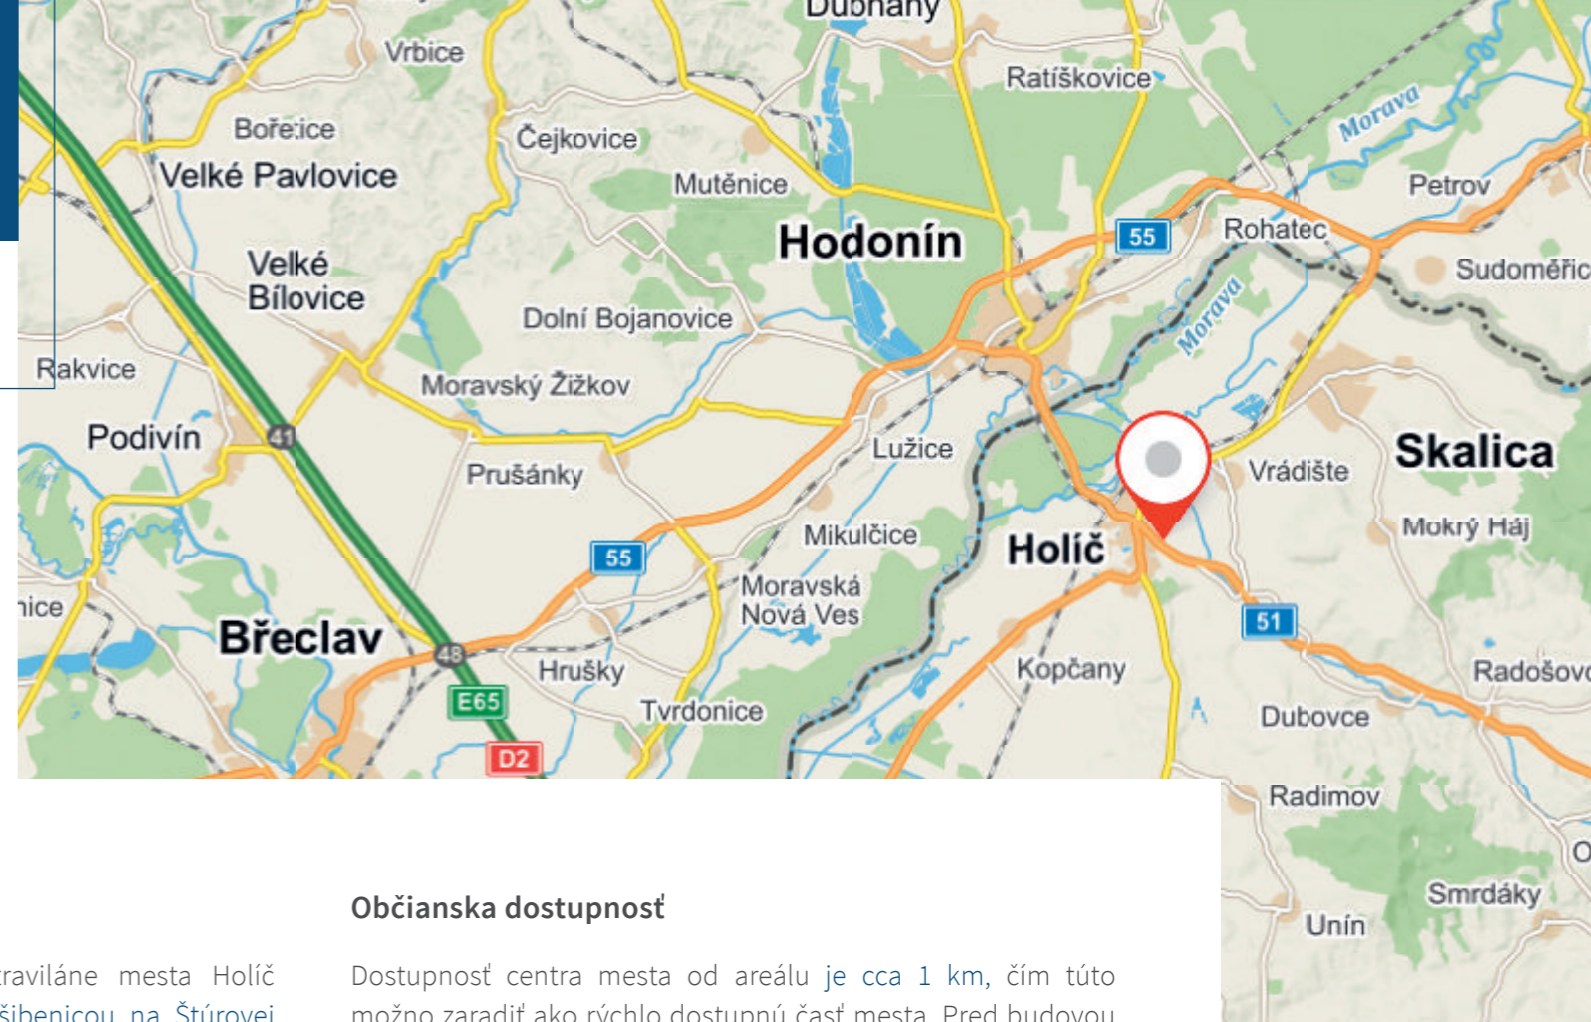 Dubňany
Vrbice
Ratíškovice
Morava
Bořetice
Čejkovice
Velké Pavlovice
Mutěnice
Petrov
Hodonín
55
Rohatec
Velké
Bílovice
Sudoměřic
Morava
Dolní Bojanovice
Rakvice
Moravský Žižkov
Podivín
41
Lužice
Skalica
Prušánky
Vrádište
Mikulčice
Mokrý Háj
Holíč
55
Moravská
Nová Ves
nice
51
Břeclav
48
Hrušky
Kopčany
Radošovc
E65
Tvrdonice
Dubovce
D2
Radimov
O
Smrdáky
Unín
Občianska dostupnosť
traviláne mesta Holíč
šibenicou na Štúrovej
Dostupnosť centra mesta od areálu je cca 1 km, čím túto
možno zaradiť ako rýchlo dostupnú časť mesta. Pred budovou